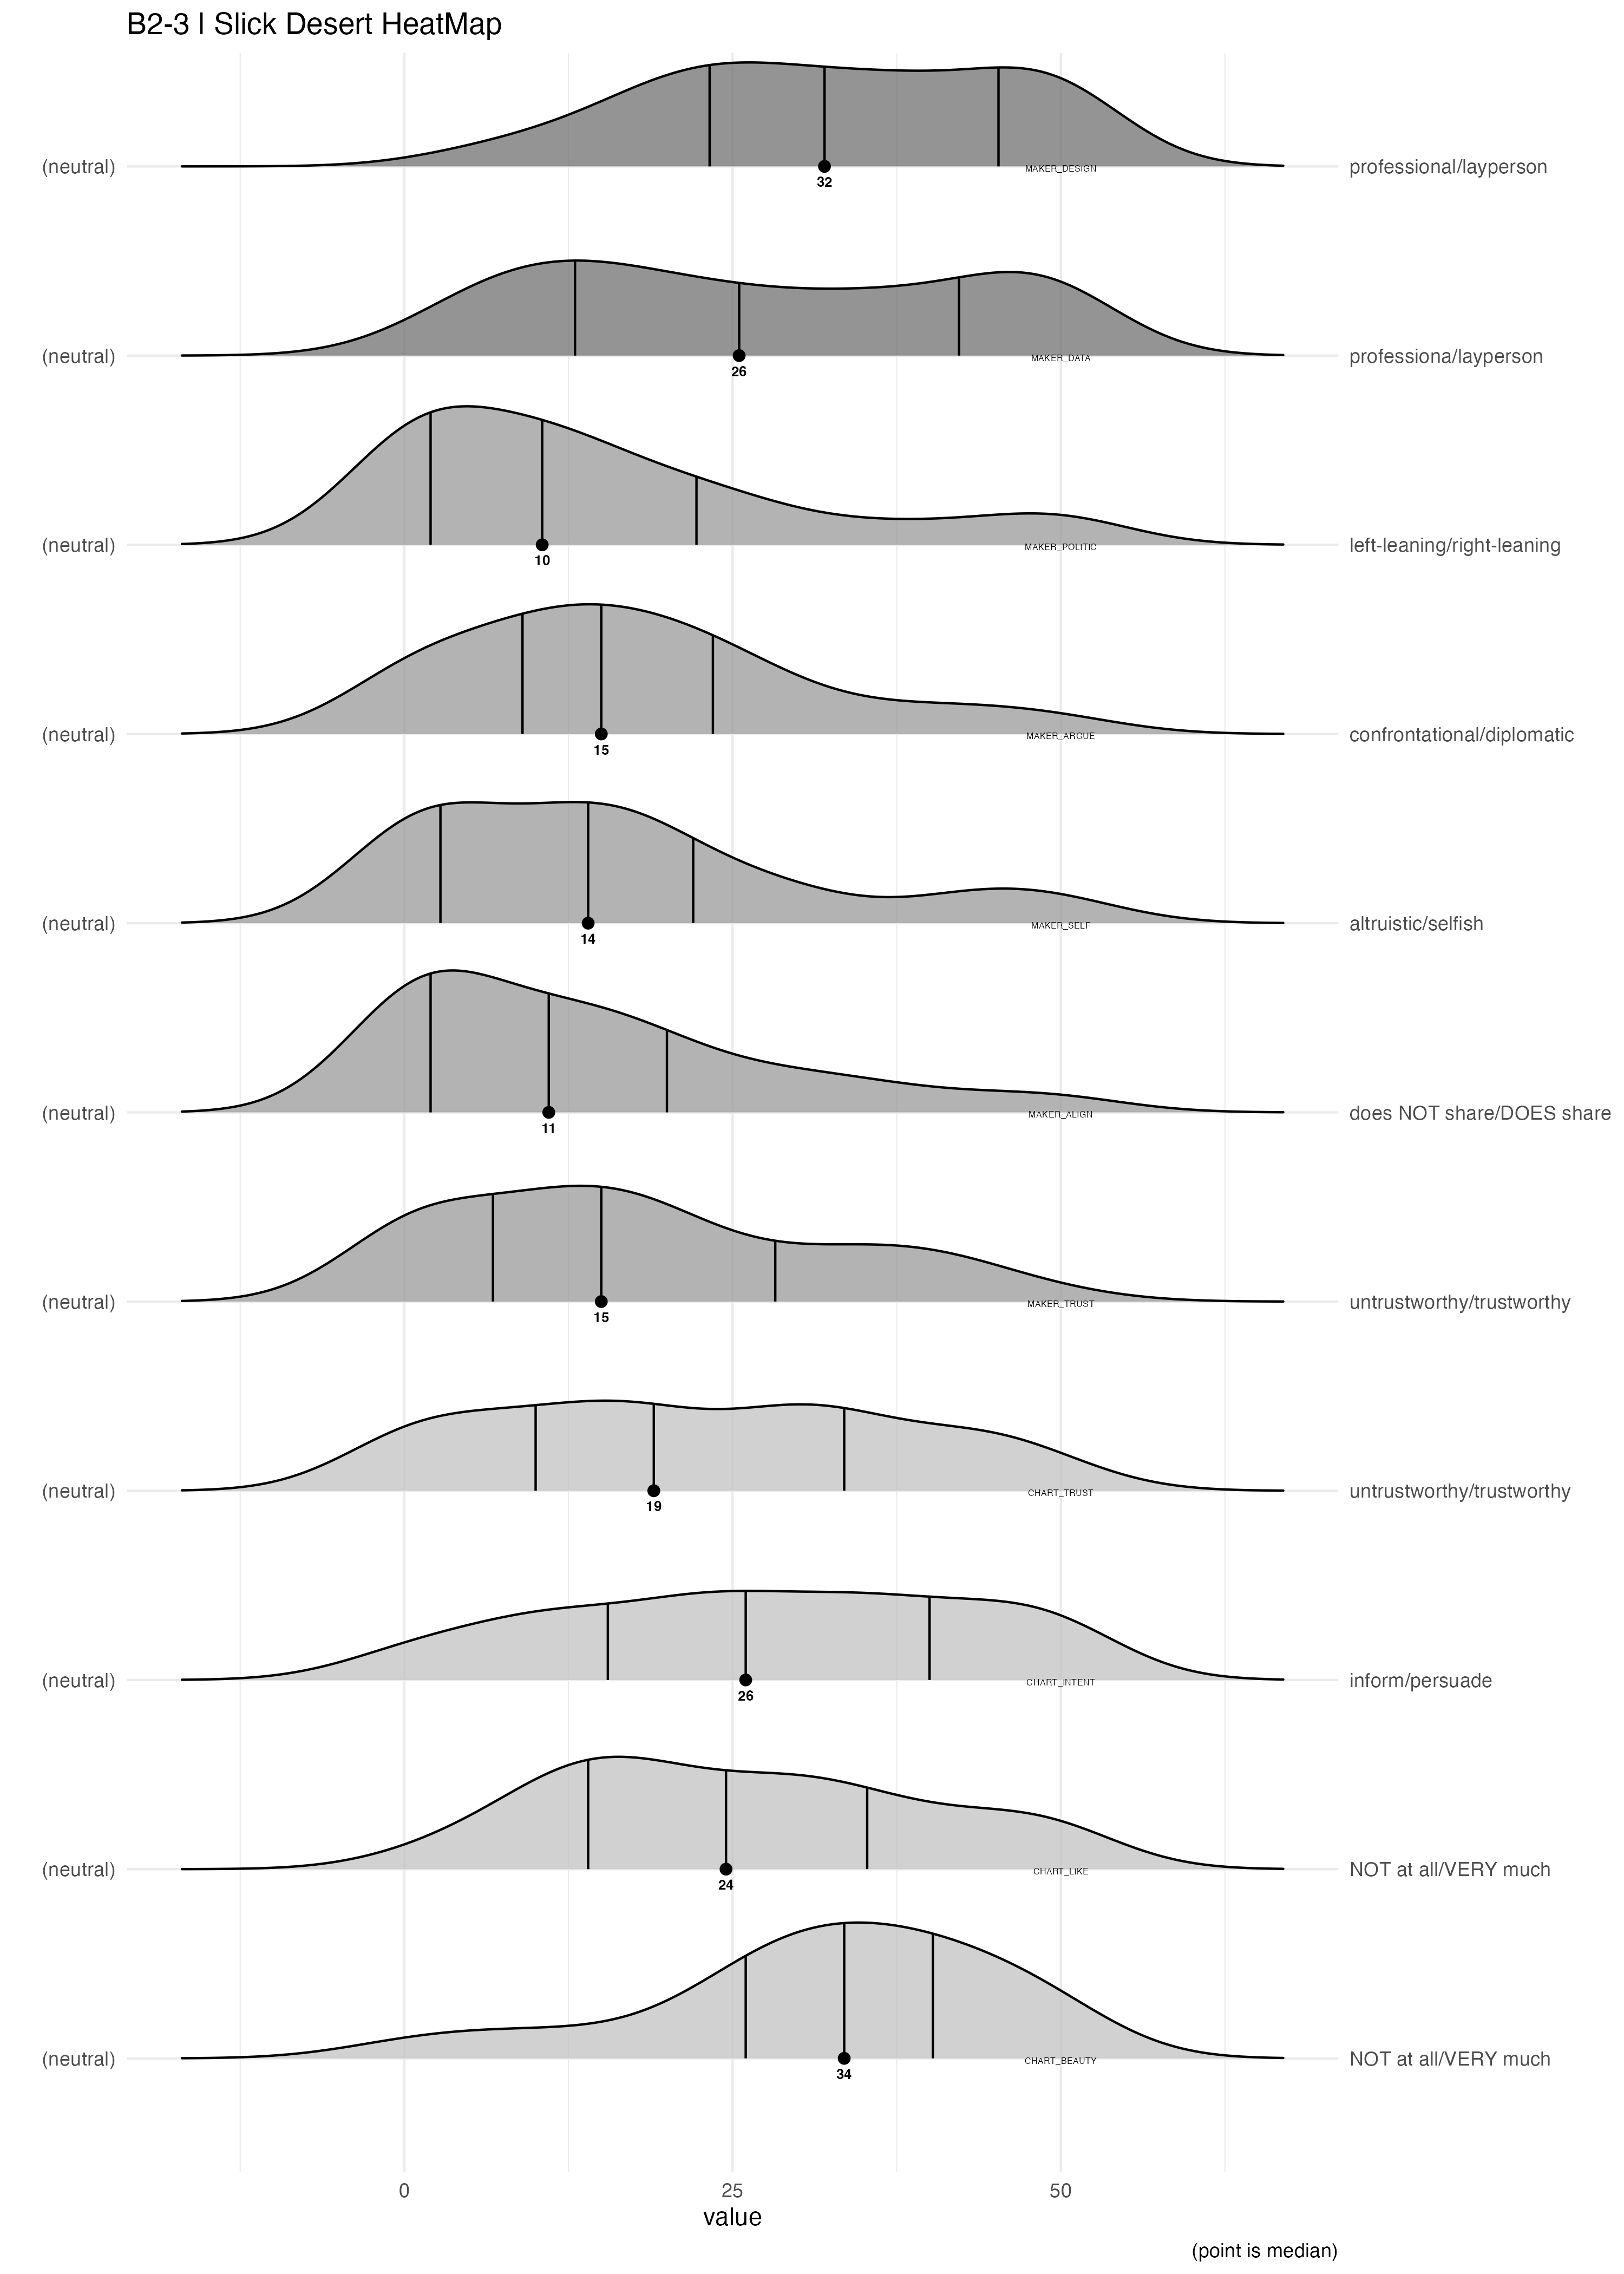 B2-3 | Slick Desert HeatMap
(neutral) MAKER_DESIGN professional/layperson
32
(neutral) MAKER_DATA professiona/layperson
26
(neutral) MAKER_POLITIC left-leaning/right-leaning
10
(neutral) MAKER_ARGUE confrontational/diplomatic
15
(neutral) MAKER_SELF altruistic/selfish
14
(neutral) MAKER_ALIGN does NOT share/DOES share
11
(neutral) MAKER_TRUST untrustworthy/trustworthy
15
(neutral) CHART_TRUST untrustworthy/trustworthy
19
(neutral) CHART_INTENT inform/persuade
26
(neutral) CHART_LIKE NOT at all/VERY much
24
(neutral) CHART_BEAUTY NOT at all/VERY much
34
0 25 50
value
(point is median)